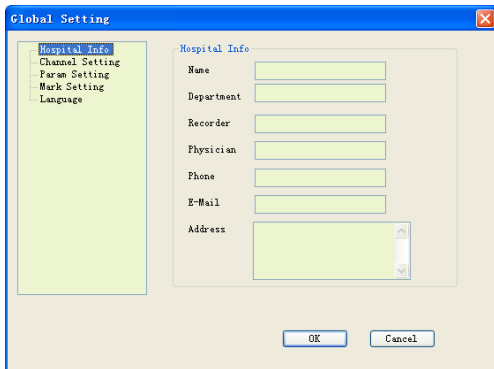 Global Setting
Hospital Info
Channel Setting
Param Setting
Mark Setting
Language
Hospital Info
Name
Department
Recorder
Physician
Phone
E-Mail
Address
OK
Cancel